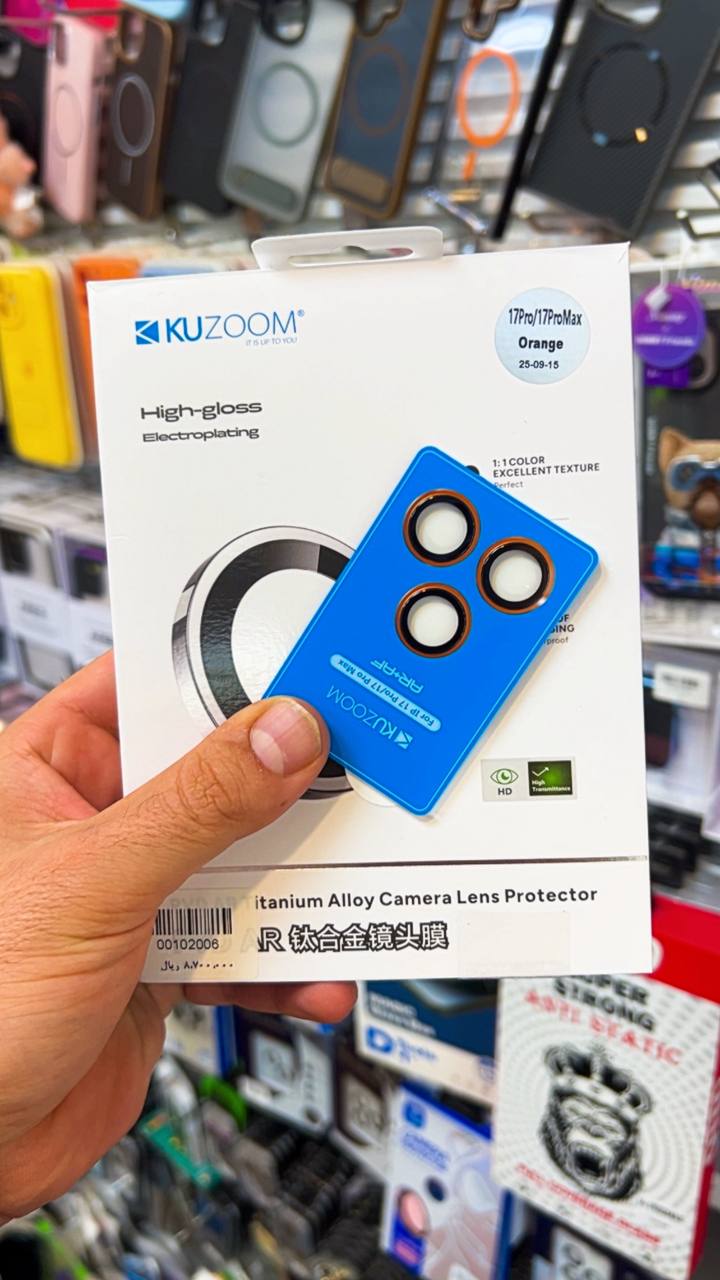 KUZOOM®
IT IS UP TO YOU
17Pro/17ProMax
Orange
25-09-15
High-gloss
Electroplating
1:1 COLOR
EXCELLENT TEXTURE
Perfect
For IP 17 Pro/17 Pro Max
AR+AF
KUZOOM
HD
High
Transmittance
Titanium Alloy Camera Lens Protector
AR 钛合金镜头膜
00102006
۸،۷۰۰،۰۰۰ ریال
SUPER
STRONG
ANTI STATIC